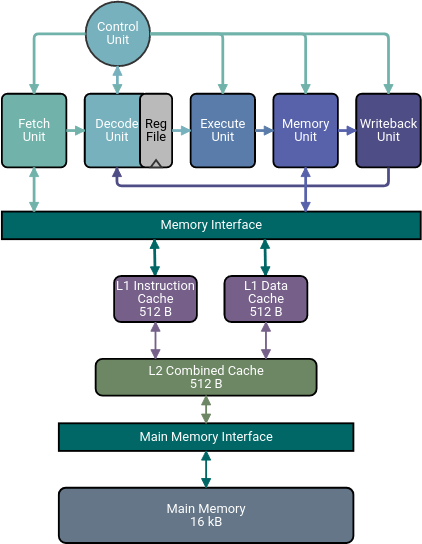 Control
Unit
Fetch
Unit
Decode
Unit
Reg
File
Execute
Unit
Memory
Unit
Writeback
Unit
Memory Interface
L1 Instruction
Cache
512 B
L1 Data
Cache
512 B
L2 Combined Cache
512 B
Main Memory Interface
Main Memory
16 kB